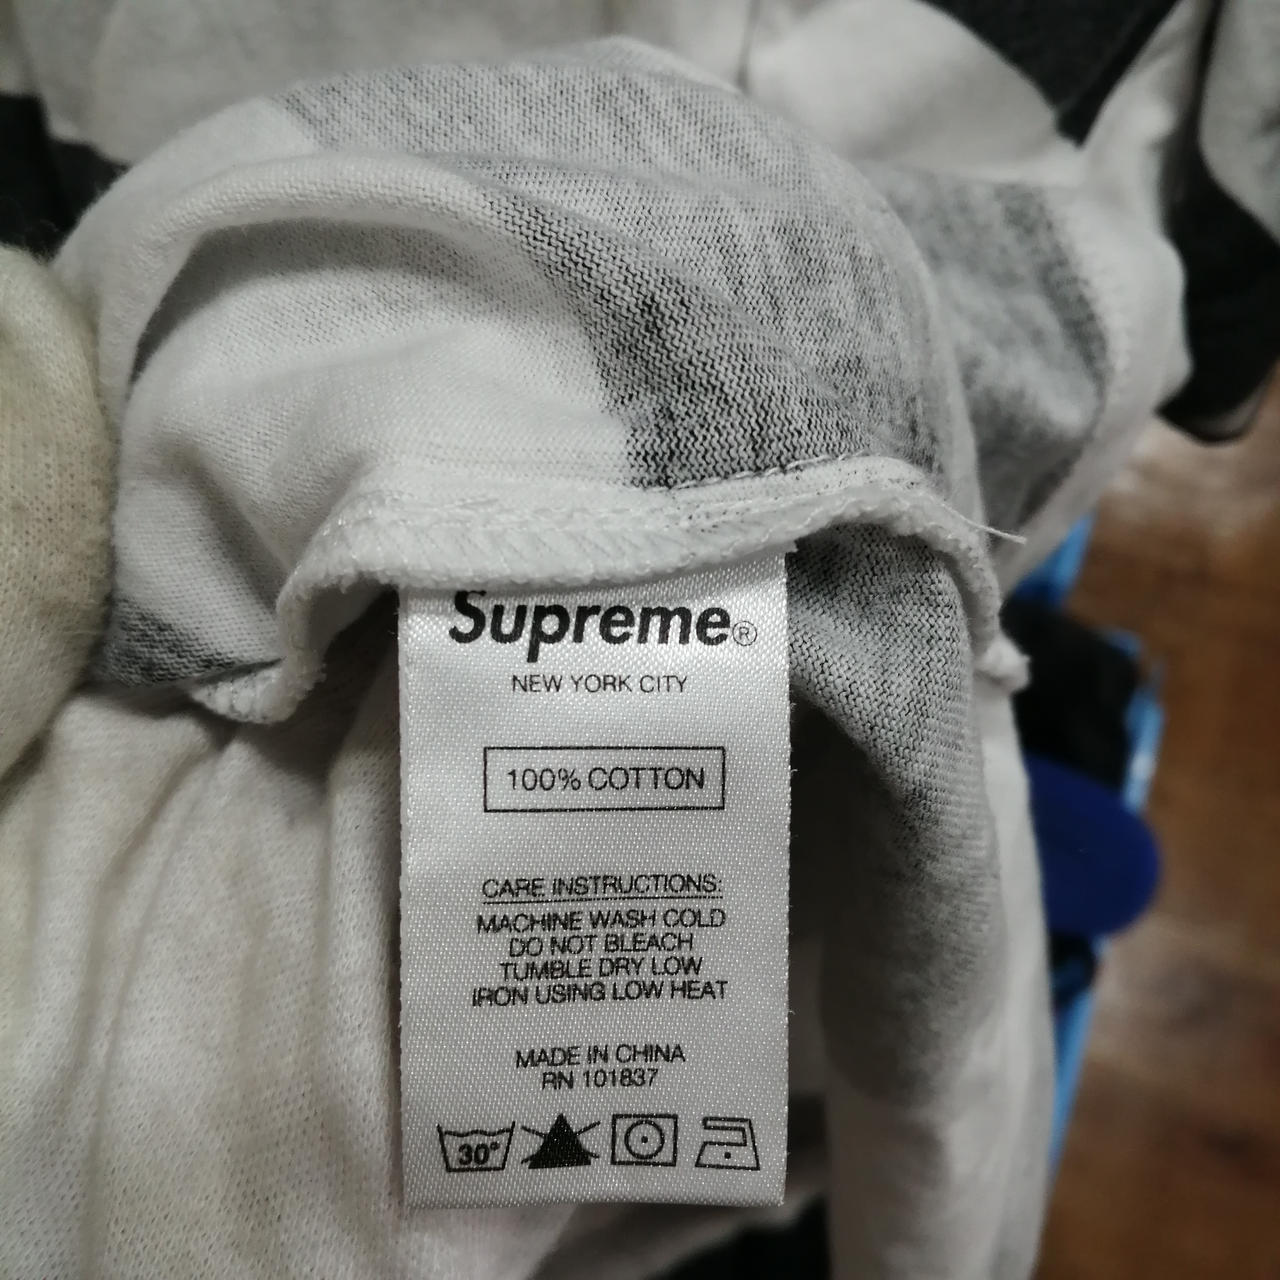 Supreme®
NEW YORK CITY
100% COTTON
CARE INSTRUCTIONS:
MACHINE WASH COLD
DO NOT BLEACH
TUMBLE DRY LOW
IRON USING LOW HEAT
MADE IN CHINA
RN 101837
30°